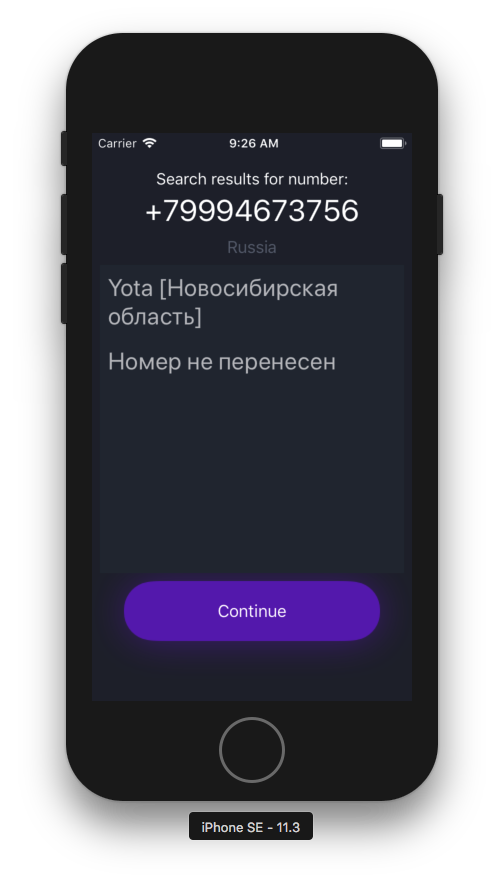 Carrier 9:26 AM
Search results for number:
+79994673756
Russia
Yota [Новосибирская
область]
Номер не перенесен
Continue
iPhone SE - 11.3